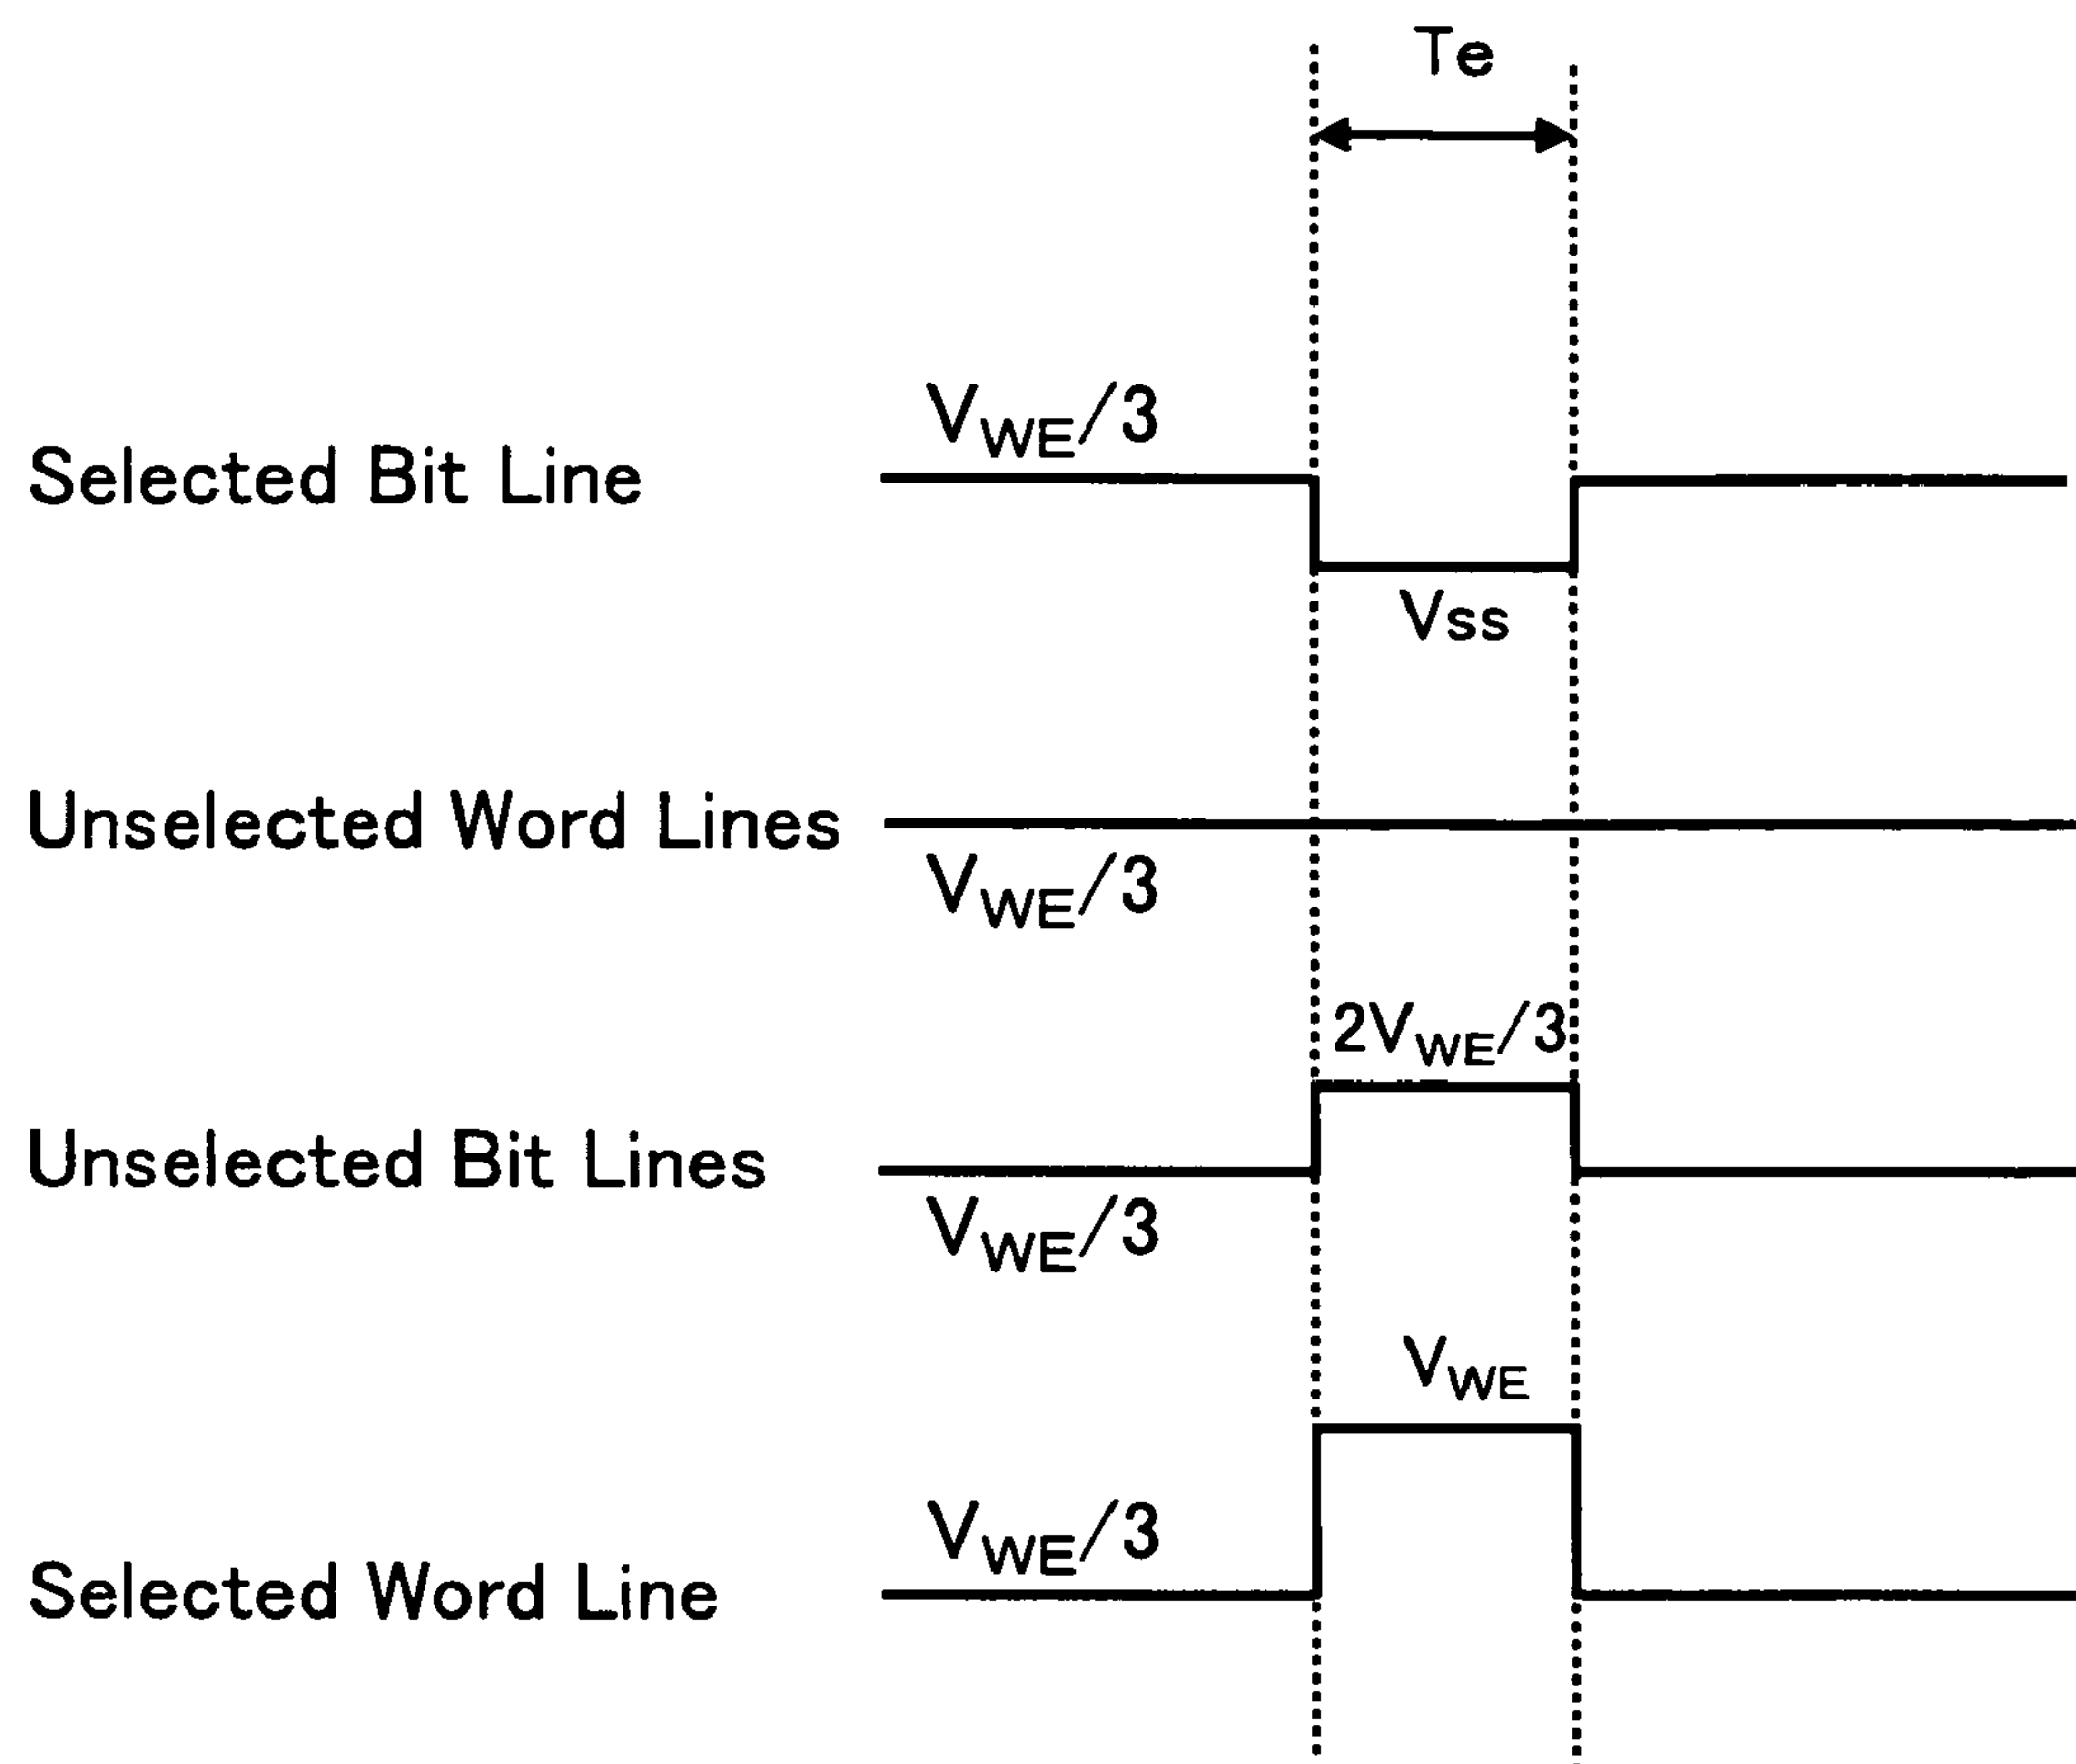 Te
V_WE/3
Selected Bit Line
Vss
Unselected Word Lines
V_WE/3
2V_WE/3
Unselected Bit Lines
V_WE/3
V_WE
V_WE/3
Selected Word Line